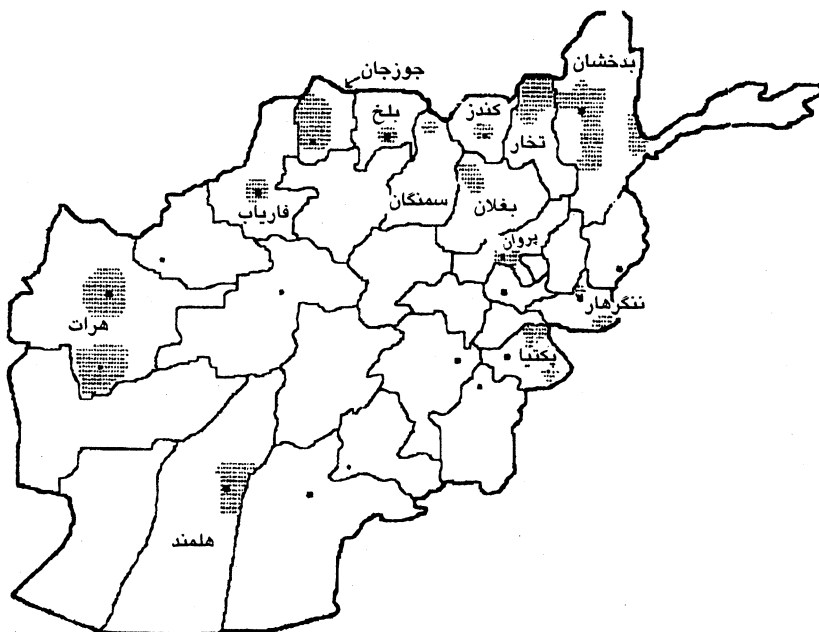 بدخشان
جوزجان
بلخ
کندز
تخار
فاریاب
سمنگان
بغلان
پروان
ننگرهار
هرات
پکتیا
هلمند